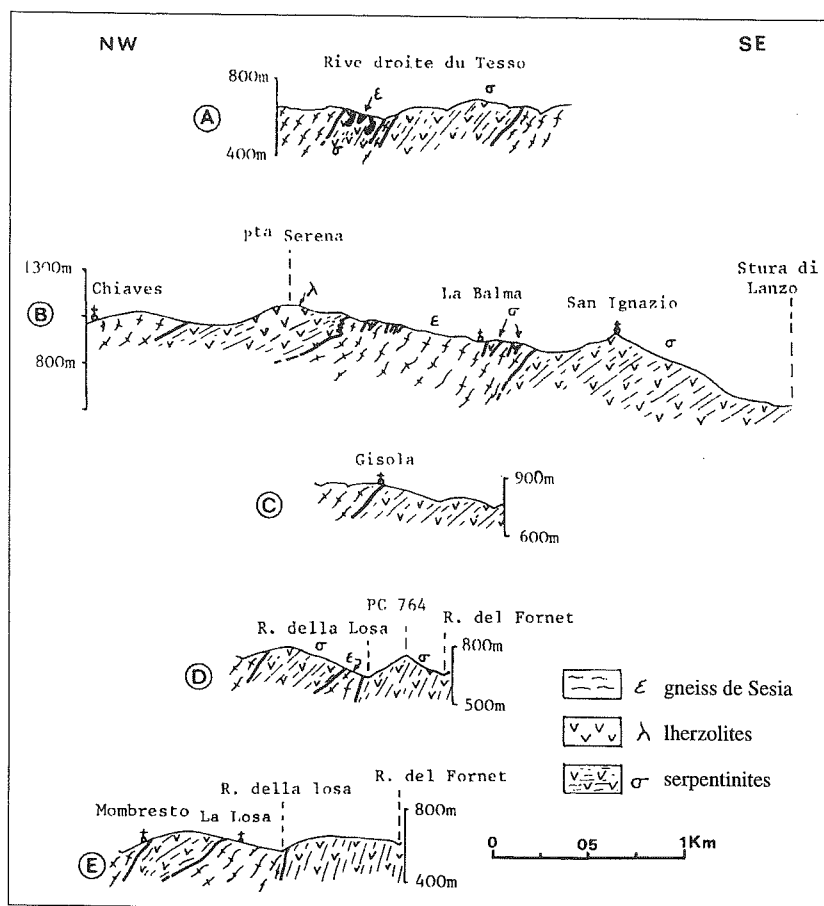 NW SE
Rive droite du Tesso
800m
ε
σ
A
400m
σ
pta Serena
1300m
Chiaves
λ
La Balma
San Ignazio
Stura di
Lanzo
B
ε
σ
σ
800m
Gisola
900m
C
600m
PC 764
R. della Losa
R. del Fornet
800m
σ
ε
σ
D
500m
ε gneiss de Sesia
λ lherzolites
σ serpentinites
R. della losa
R. del Fornet
Mombresto
La Losa
800m
E
400m
0 05 1Km